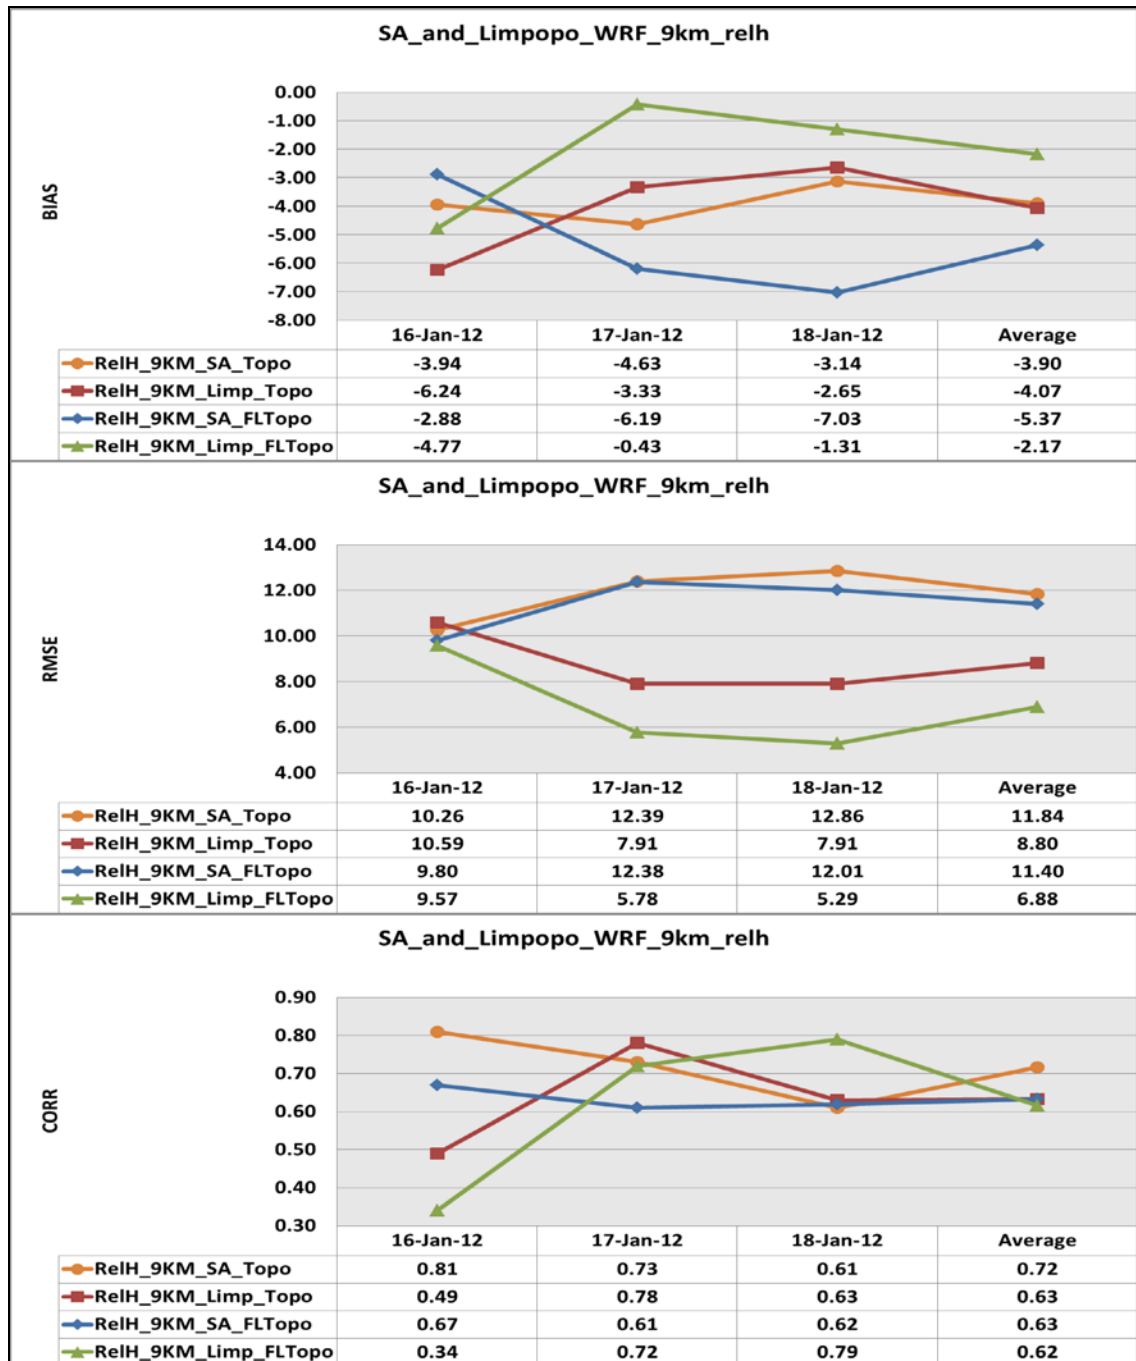 SA_and_Limpopo_WRF_9km_relh
BIAS
0.00
-1.00
-2.00
-3.00
-4.00
-5.00
-6.00
-7.00
-8.00
16-Jan-12 17-Jan-12 18-Jan-12 Average
RelH_9KM_SA_Topo -3.94 -4.63 -3.14 -3.90
RelH_9KM_Limp_Topo -6.24 -3.33 -2.65 -4.07
RelH_9KM_SA_FLTopo -2.88 -6.19 -7.03 -5.37
RelH_9KM_Limp_FLTopo -4.77 -0.43 -1.31 -2.17
SA_and_Limpopo_WRF_9km_relh
RMSE
14.00
12.00
10.00
8.00
6.00
4.00
16-Jan-12 17-Jan-12 18-Jan-12 Average
RelH_9KM_SA_Topo 10.26 12.39 12.86 11.84
RelH_9KM_Limp_Topo 10.59 7.91 7.91 8.80
RelH_9KM_SA_FLTopo 9.80 12.38 12.01 11.40
RelH_9KM_Limp_FLTopo 9.57 5.78 5.29 6.88
SA_and_Limpopo_WRF_9km_relh
CORR
0.90
0.80
0.70
0.60
0.50
0.40
0.30
16-Jan-12 17-Jan-12 18-Jan-12 Average
RelH_9KM_SA_Topo 0.81 0.73 0.61 0.72
RelH_9KM_Limp_Topo 0.49 0.78 0.63 0.63
RelH_9KM_SA_FLTopo 0.67 0.61 0.62 0.63
RelH_9KM_Limp_FLTopo 0.34 0.72 0.79 0.62